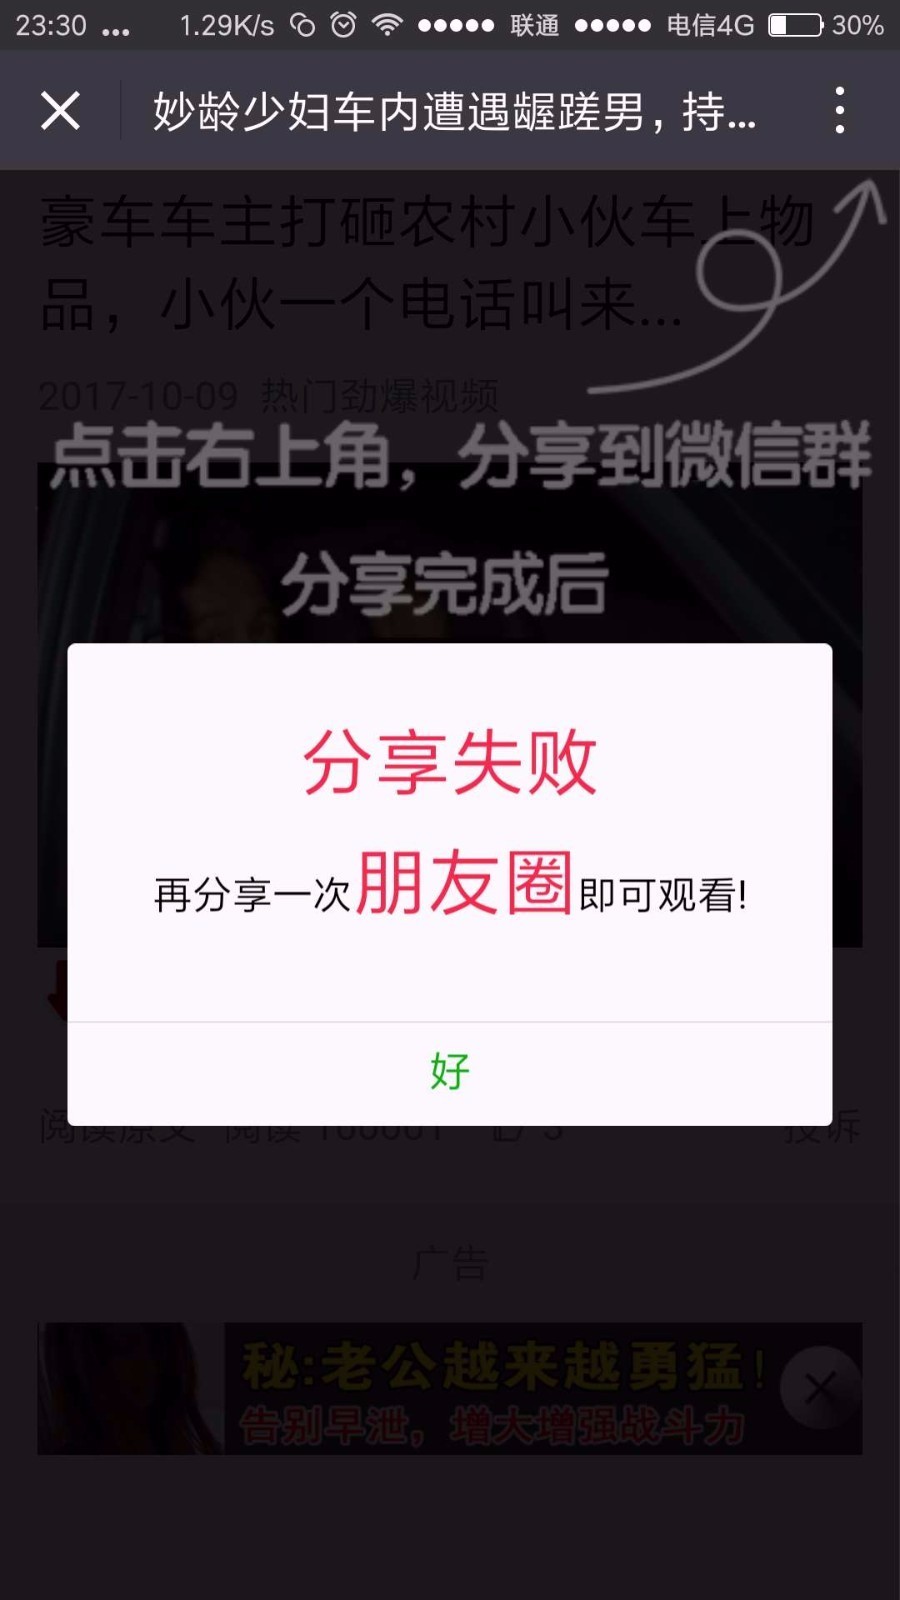 23:30 ... 1.29K/s 联通 电信4G 30%
妙龄少妇车内遭遇龌蹉男，持...
豪车车主打砸农村小伙车上物
品，小伙一个电话叫来...
2017-10-09 热门劲爆视频
点击右上角，分享到微信群
分享完成后
分享失败
再分享一次朋友圈即可观看!
好
阅读原文 阅读 100001 3 投诉
广告
秘:老公越来越勇猛!
告别早泄，增大增强战斗力